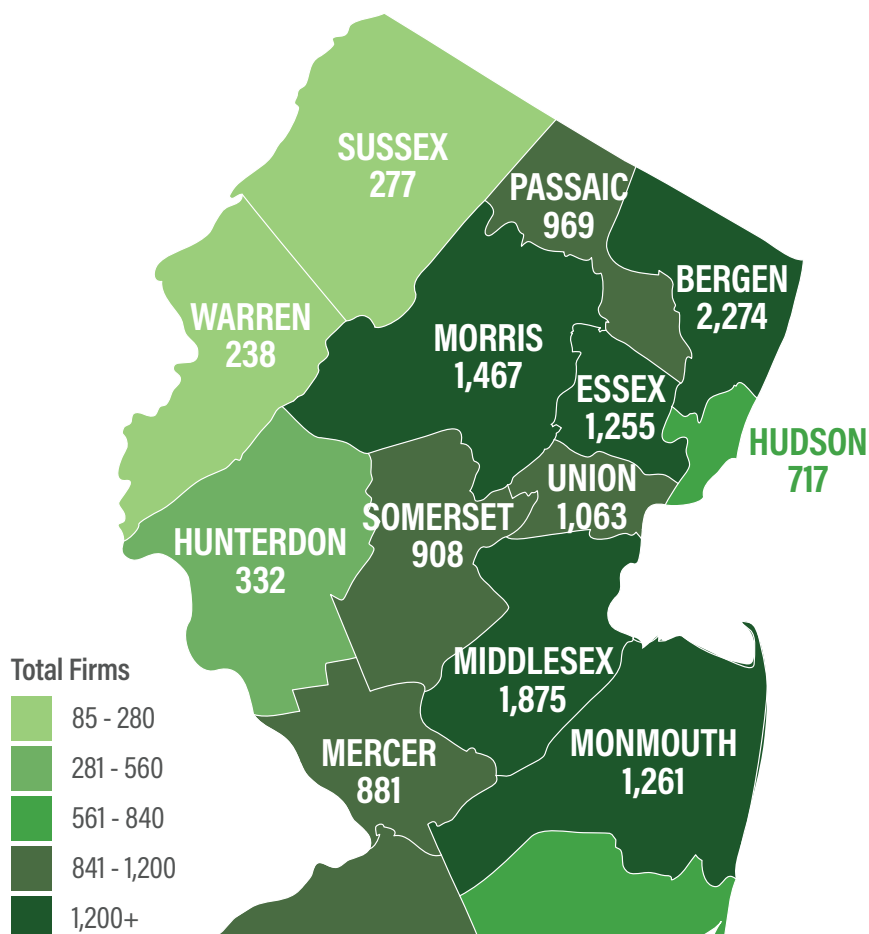 SUSSEX
277
PASSAIC
969
BERGEN
2,274
WARREN
238
MORRIS
1,467
ESSEX
1,255
HUDSON
717
UNION
1,063
SOMERSET
908
HUNTERDON
332
MIDDLESEX
1,875
MONMOUTH
1,261
MERCER
881
Total Firms
85 - 280
281 - 560
561 - 840
841 - 1,200
1,200+